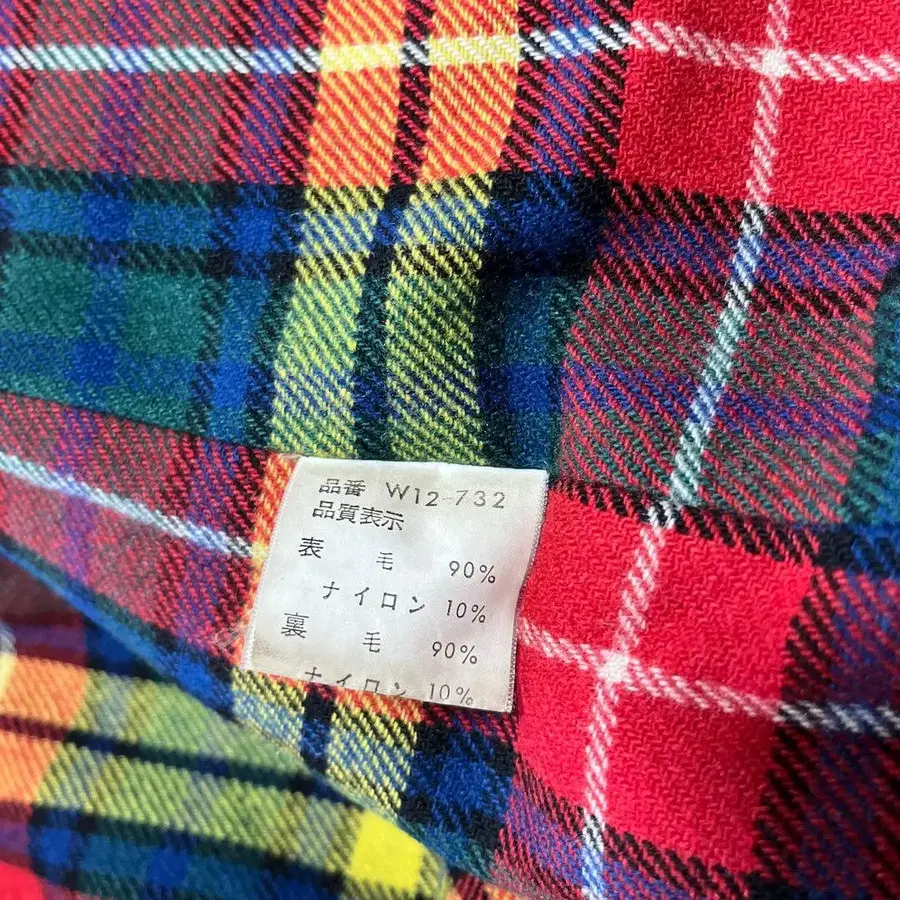 品番 W12-732
品質表示
表 毛 90%
ナイロン 10%
裏 毛 90%
ナイロン 10%